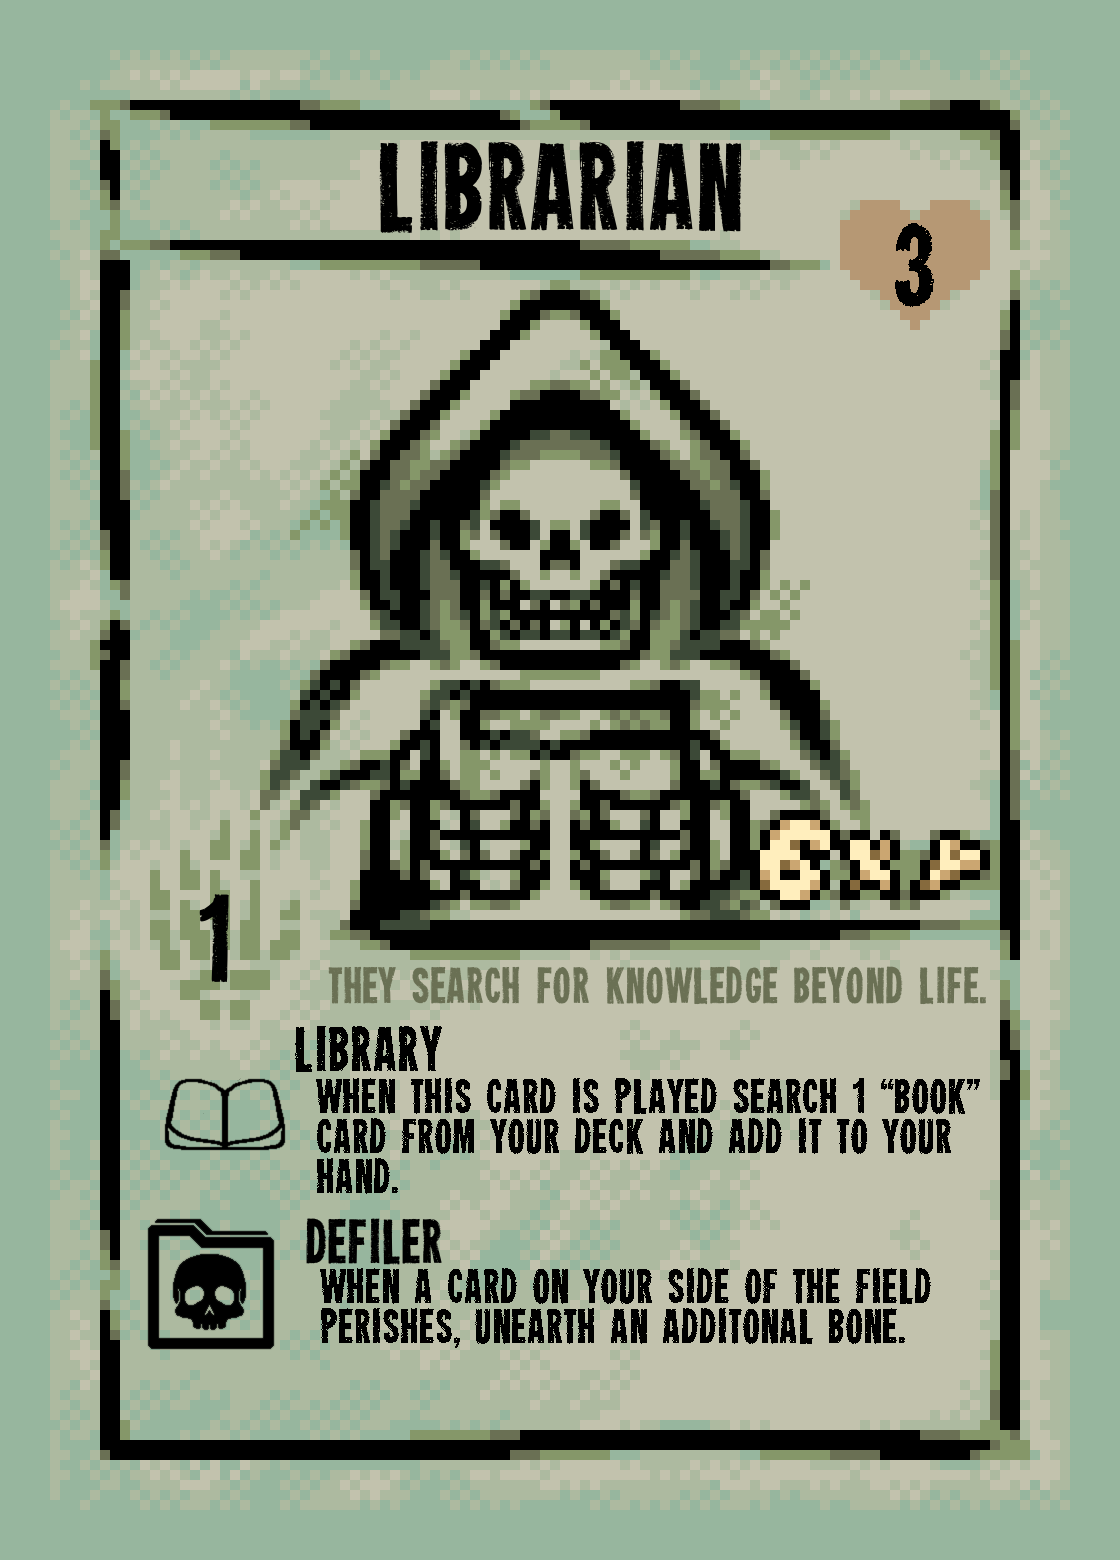 LIBRARIAN
3
6 X
1
THEY SEARCH FOR KNOWLEDGE BEYOND LIFE.
LIBRARY
WHEN THIS CARD IS PLAYED SEARCH 1 “BOOK”
CARD FROM YOUR DECK AND ADD IT TO YOUR
HAND.
DEFILER
WHEN A CARD ON YOUR SIDE OF THE FIELD
PERISHES, UNEARTH AN ADDITONAL BONE.